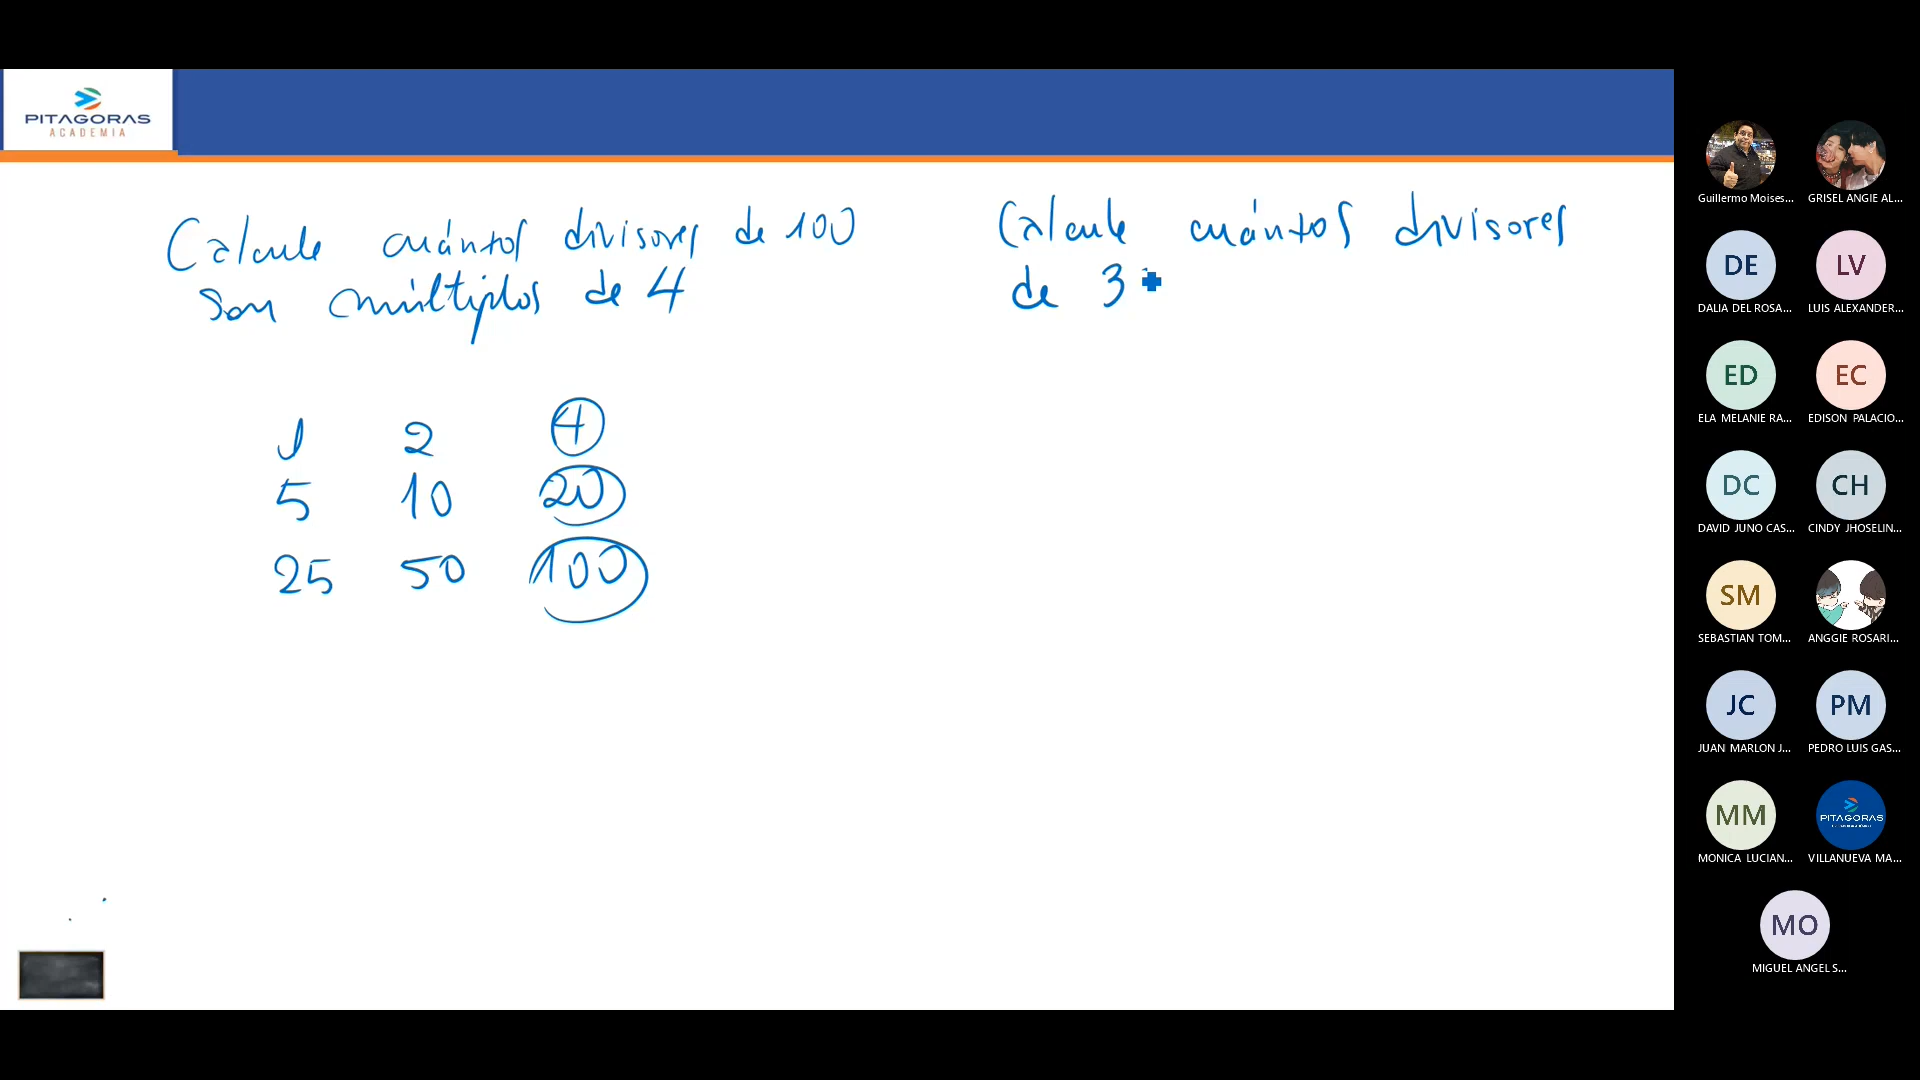 PITAGORAS
ACADEMIA
Calcule cuántos divisores de 100
son múltiplos de 4
1 2 4
5 10 20
25 50 100
Calcule cuántos divisores
de 3
Guillermo Moises...
GRISEL ANGIE AL...
DE
LV
DALIA DEL ROSA...
LUIS ALEXANDER...
ED
EC
ELA MELANIE RA...
EDISON PALACIO...
DC
CH
DAVID JUNO CAS...
CINDY JHOSELIN...
SM
SEBASTIAN TOM...
ANGGIE ROSARI...
JC
PM
JUAN MARLON J...
PEDRO LUIS GAS...
MM
PITAGORAS
MONICA LUCIAN...
VILLANUEVA MA...
MO
MIGUEL ANGEL S...